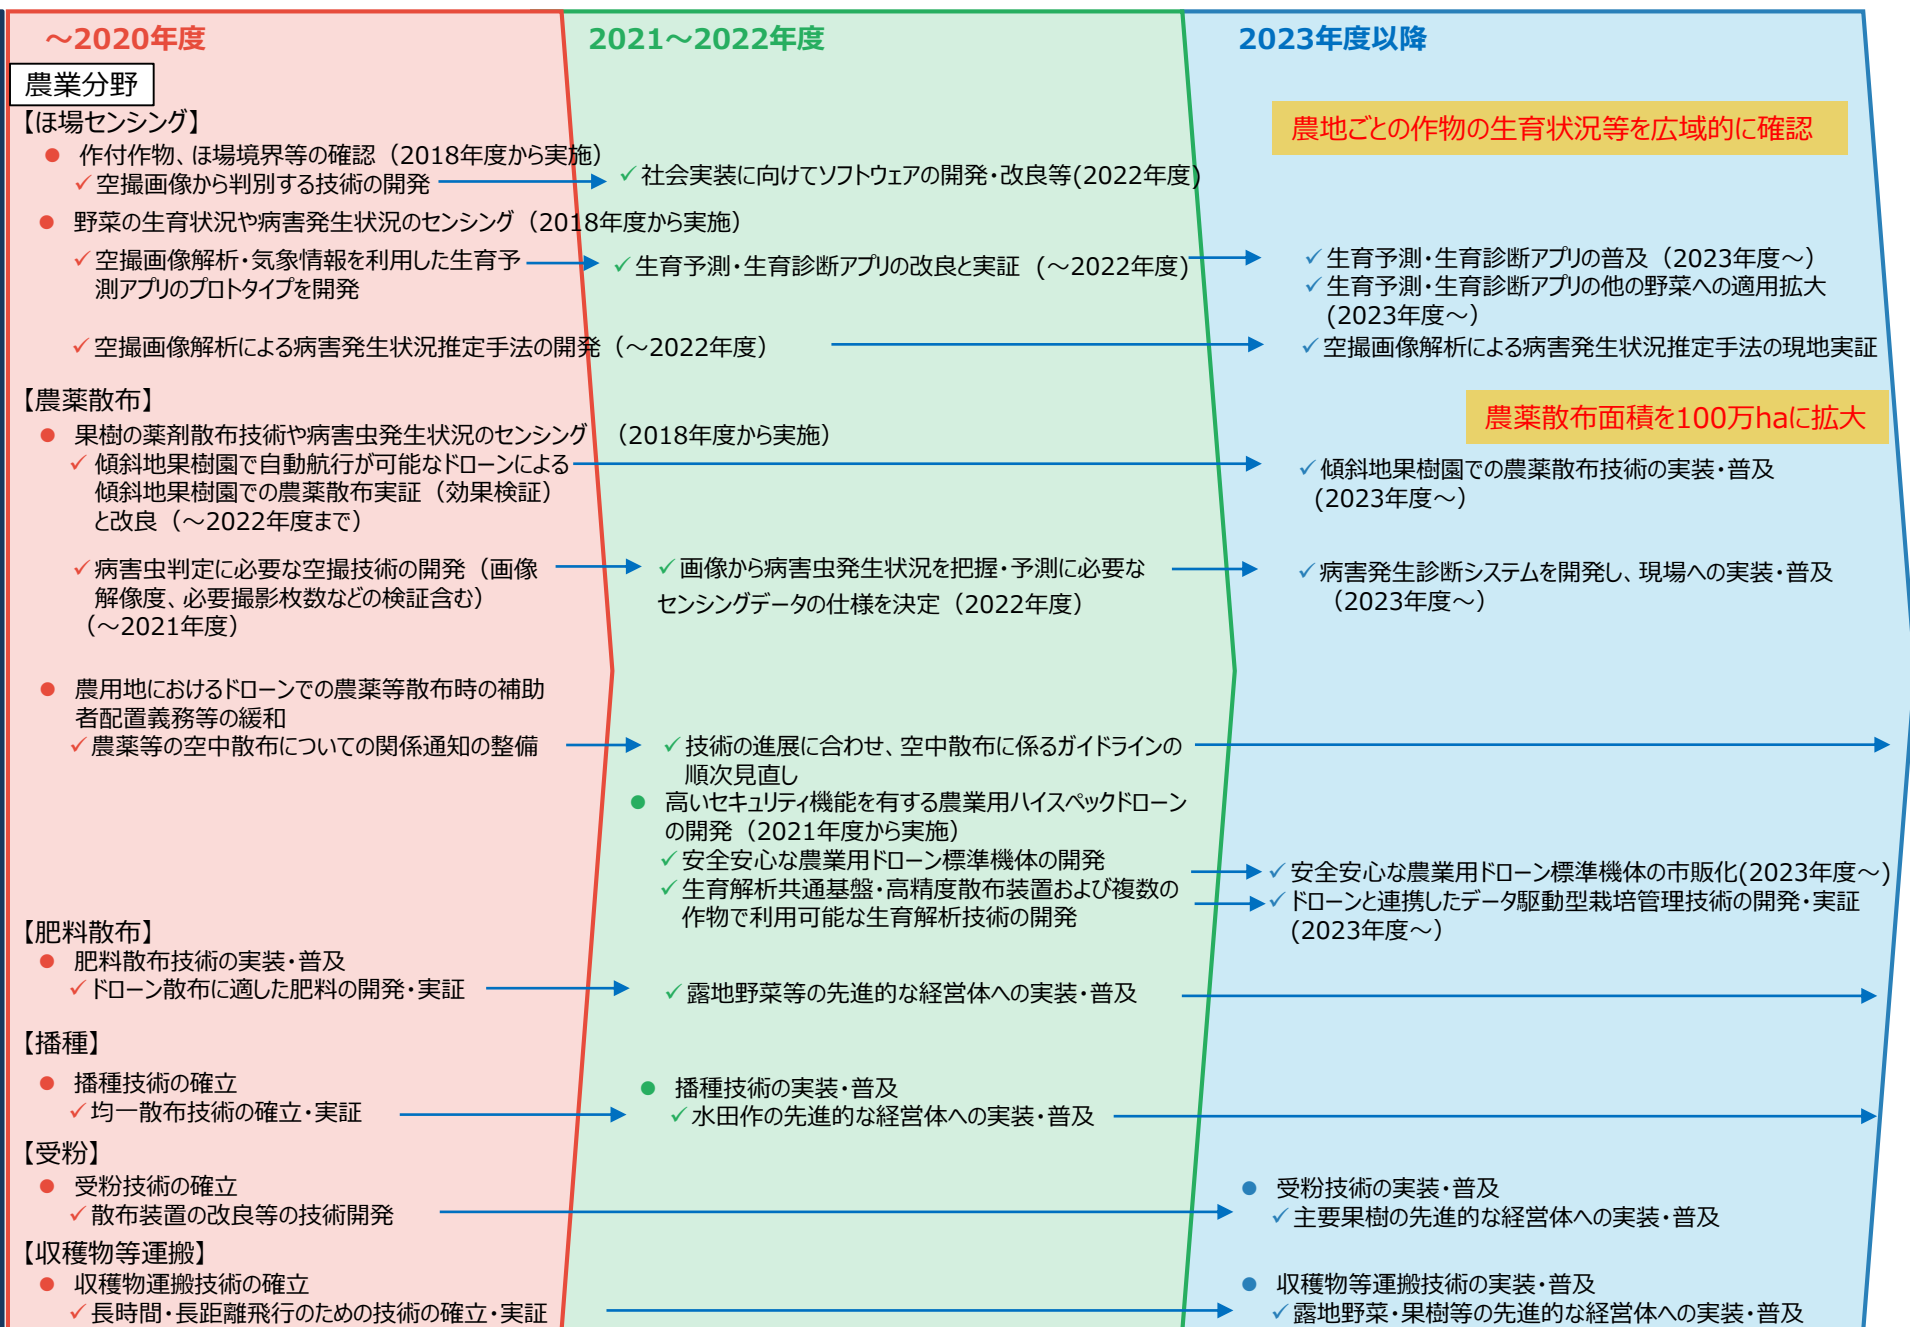 ～2020年度
2021～2022年度
2023年度以降
農業分野
【ほ場センシング】
農地ごとの作物の生育状況等を広域的に確認
● 作付作物、ほ場境界等の確認（2018年度から実施）
✓空撮画像から判別する技術の開発
✓社会実装に向けてソフトウェアの開発・改良等(2022年度)
● 野菜の生育状況や病害発生状況のセンシング（2018年度から実施）
✓空撮画像解析・気象情報を利用した生育予
測アプリのプロトタイプを開発
✓生育予測・生育診断アプリの改良と実証（～2022年度)
✓生育予測・生育診断アプリの普及（2023年度～）
✓生育予測・生育診断アプリの他の野菜への適用拡大
(2023年度～）
✓空撮画像解析による病害発生状況推定手法の開発（～2022年度）
✓空撮画像解析による病害発生状況推定手法の現地実証
【農薬散布】
農薬散布面積を100万haに拡大
● 果樹の薬剤散布技術や病害虫発生状況のセンシング （2018年度から実施）
✓傾斜地果樹園で自動航行が可能なドローンによる
傾斜地果樹園での農薬散布実証（効果検証）
と改良（～2022年度まで）
✓傾斜地果樹園での農薬散布技術の実装・普及
(2023年度～）
✓病害虫判定に必要な空撮技術の開発（画像
解像度、必要撮影枚数などの検証含む）
（～2021年度）
✓画像から病害虫発生状況を把握・予測に必要な
センシングデータの仕様を決定（2022年度）
✓病害発生診断システムを開発し、現場への実装・普及
（2023年度～）
● 農用地におけるドローンでの農薬等散布時の補助
者配置義務等の緩和
✓農薬等の空中散布についての関係通知の整備
✓技術の進展に合わせ、空中散布に係るガイドラインの
順次見直し
● 高いセキュリティ機能を有する農業用ハイスペックドローン
の開発（2021年度から実施）
✓安全安心な農業用ドローン標準機体の開発
✓生育解析共通基盤・高精度散布装置および複数の
作物で利用可能な生育解析技術の開発
✓安全安心な農業用ドローン標準機体の市販化(2023年度～)
✓ドローンと連携したデータ駆動型栽培管理技術の開発・実証
(2023年度～）
【肥料散布】
● 肥料散布技術の実装・普及
✓ドローン散布に適した肥料の開発・実証
✓露地野菜等の先進的な経営体への実装・普及
【播種】
● 播種技術の確立
✓均一散布技術の確立・実証
● 播種技術の実装・普及
✓水田作の先進的な経営体への実装・普及
【受粉】
● 受粉技術の確立
✓散布装置の改良等の技術開発
● 受粉技術の実装・普及
✓主要果樹の先進的な経営体への実装・普及
【収穫物等運搬】
● 収穫物運搬技術の確立
✓長時間・長距離飛行のための技術の確立・実証
● 収穫物等運搬技術の実装・普及
✓露地野菜・果樹等の先進的な経営体への実装・普及